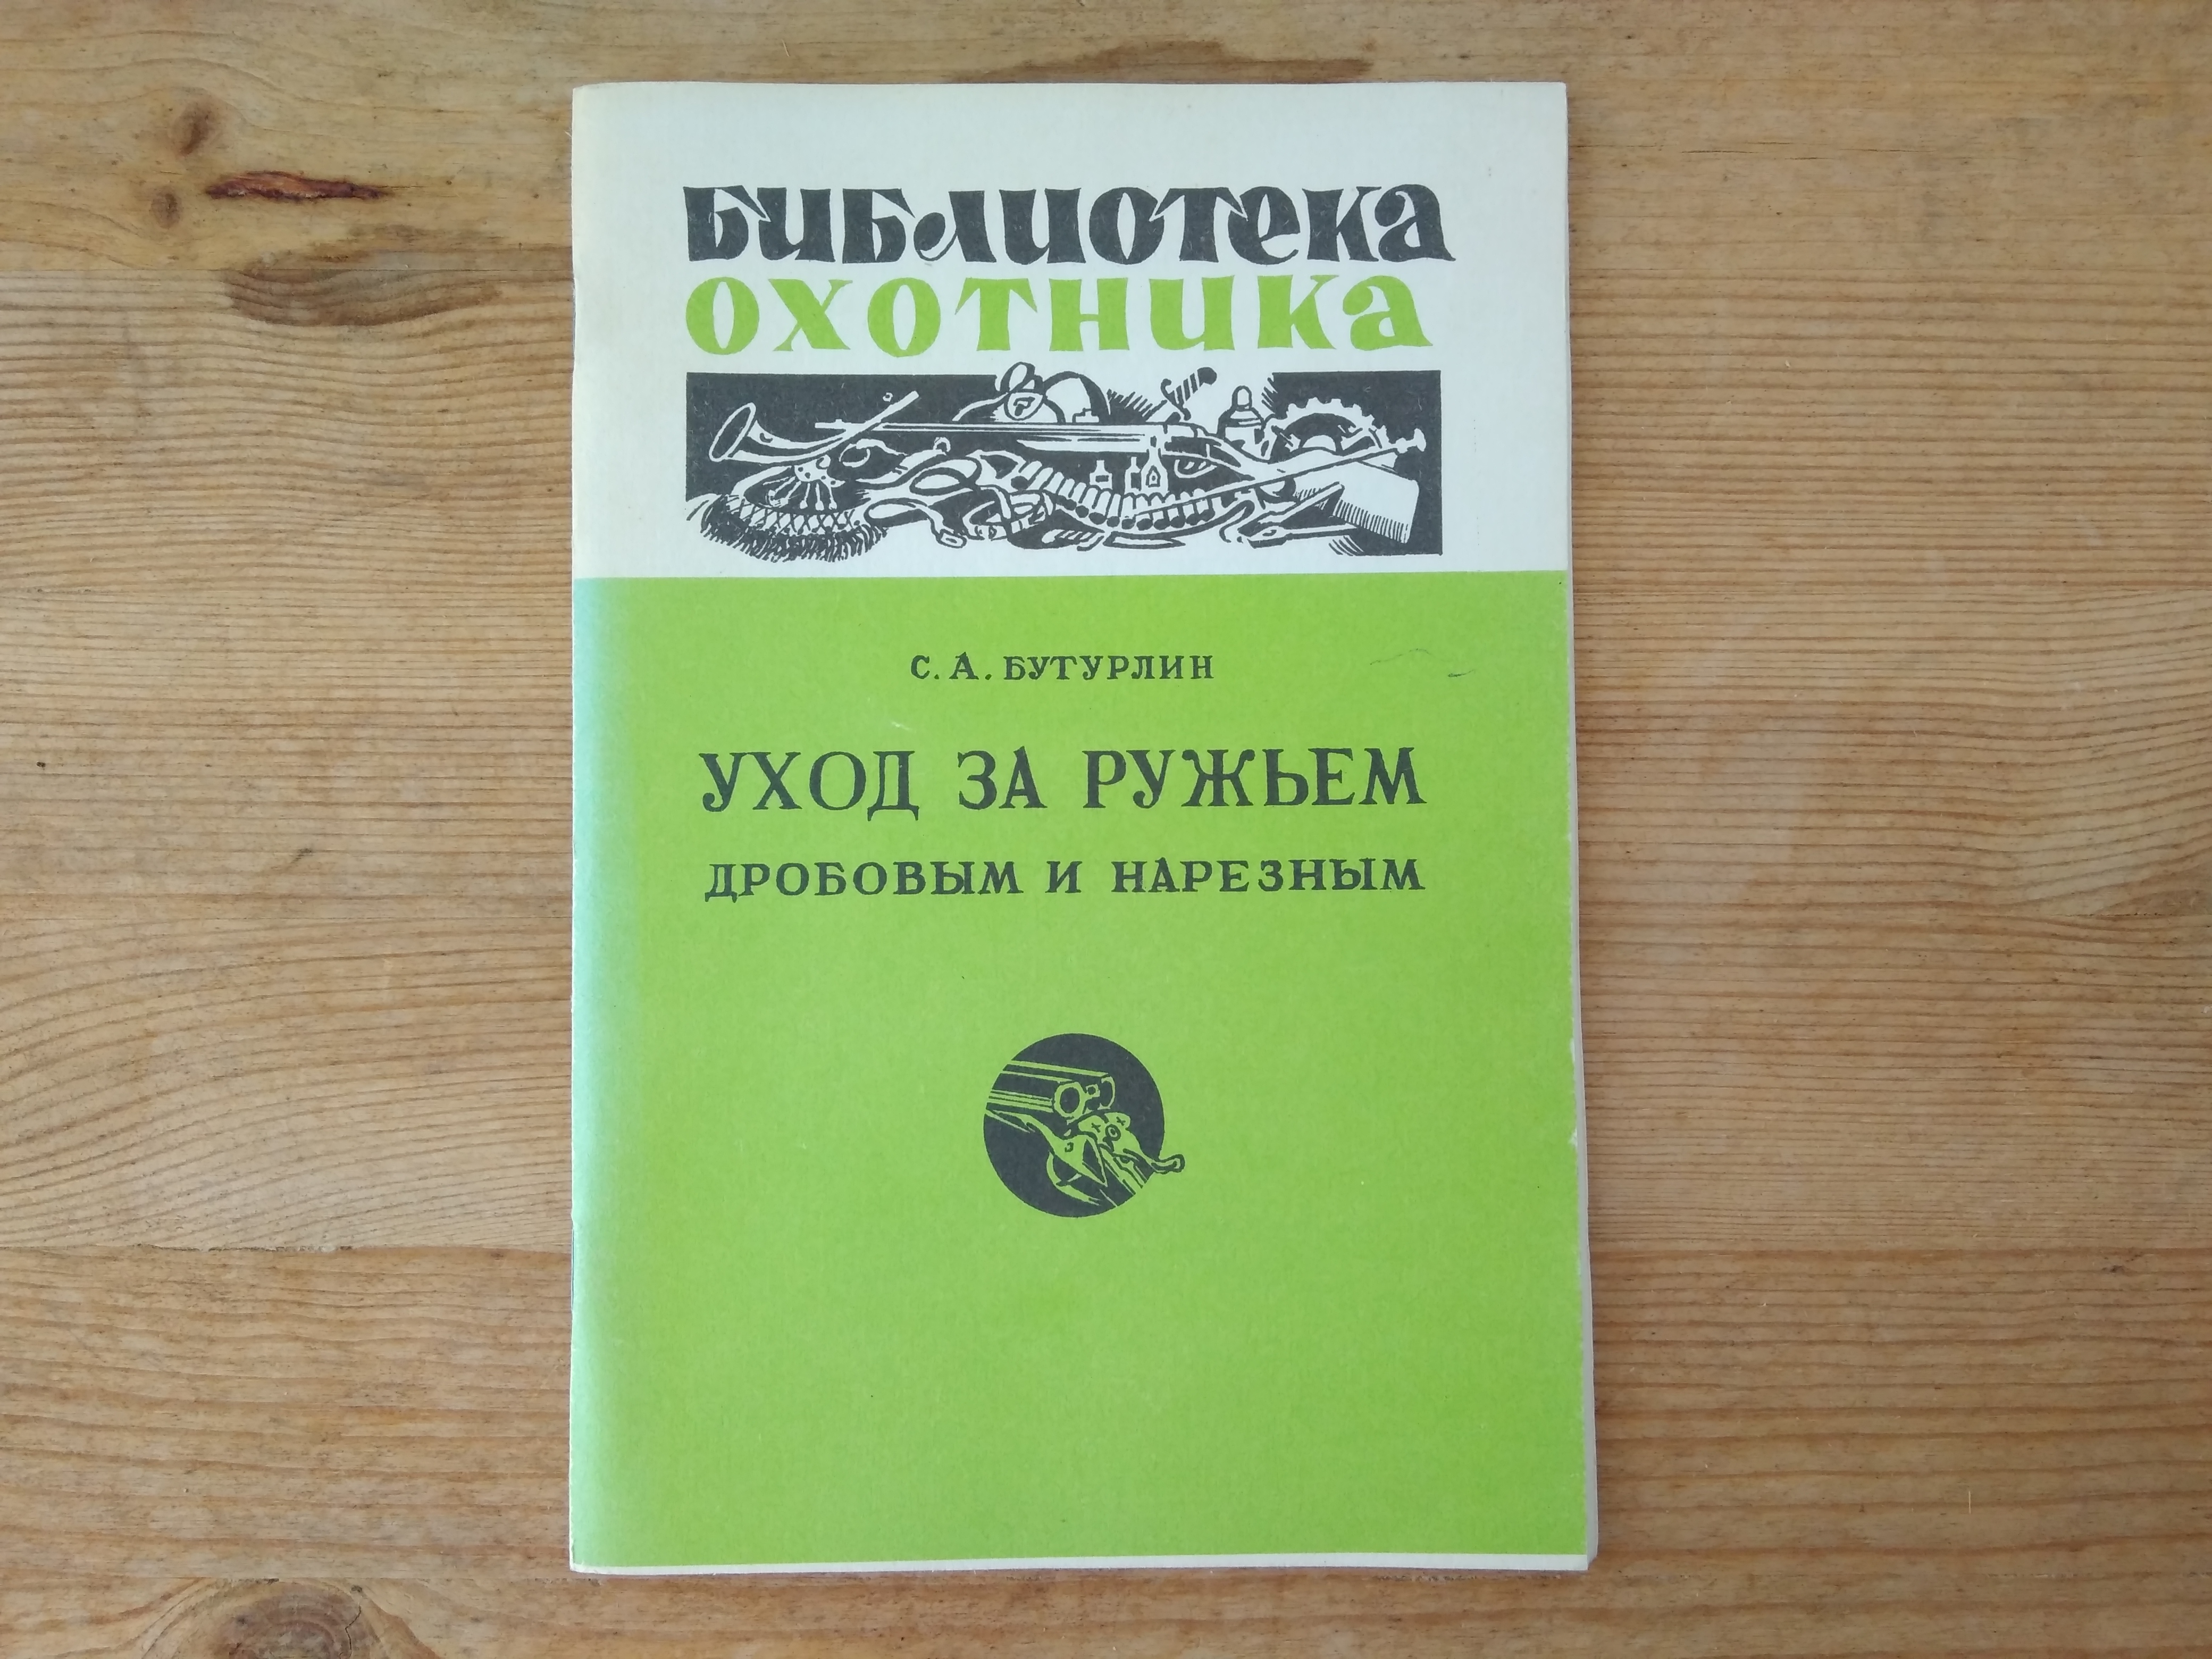 БИБЛИОТЕКА
ОХОТНИКА
С. А. БУТУРЛИН
УХОД ЗА РУЖЬЕМ
ДРОБОВЫМ И НАРЕЗНЫМ